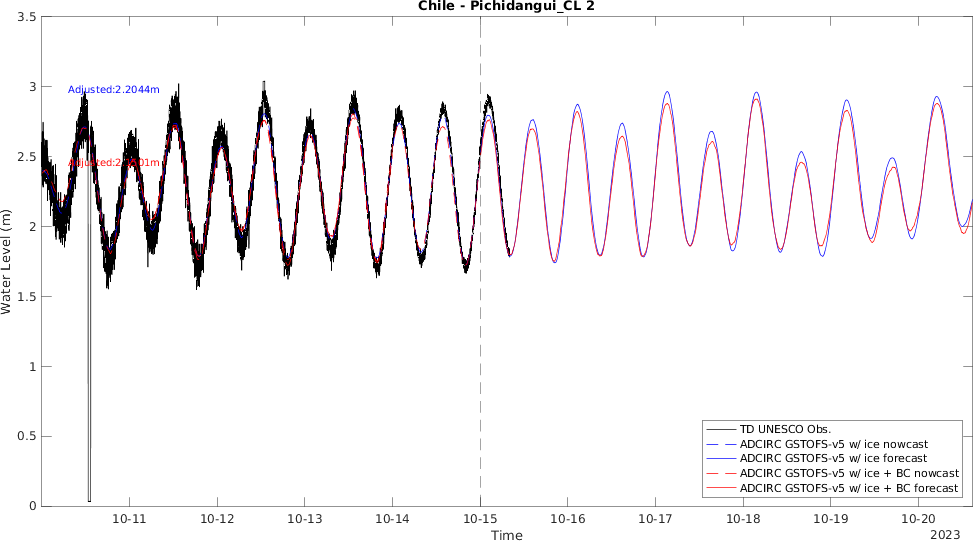 Chile - Pichidangui_CL 2
3.5
3
2.5
2
1.5
1
0.5
0
Water Level (m)
Adjusted:2.2044m
10-11
10-12
10-13
10-14
10-15
10-16
10-17
10-18
10-19
10-20
Time
2023
TD UNESCO Obs.
ADCIRC GSTOFS-v5 w/ ice nowcast
ADCIRC GSTOFS-v5 w/ ice forecast
ADCIRC GSTOFS-v5 w/ ice + BC nowcast
ADCIRC GSTOFS-v5 w/ ice + BC forecast